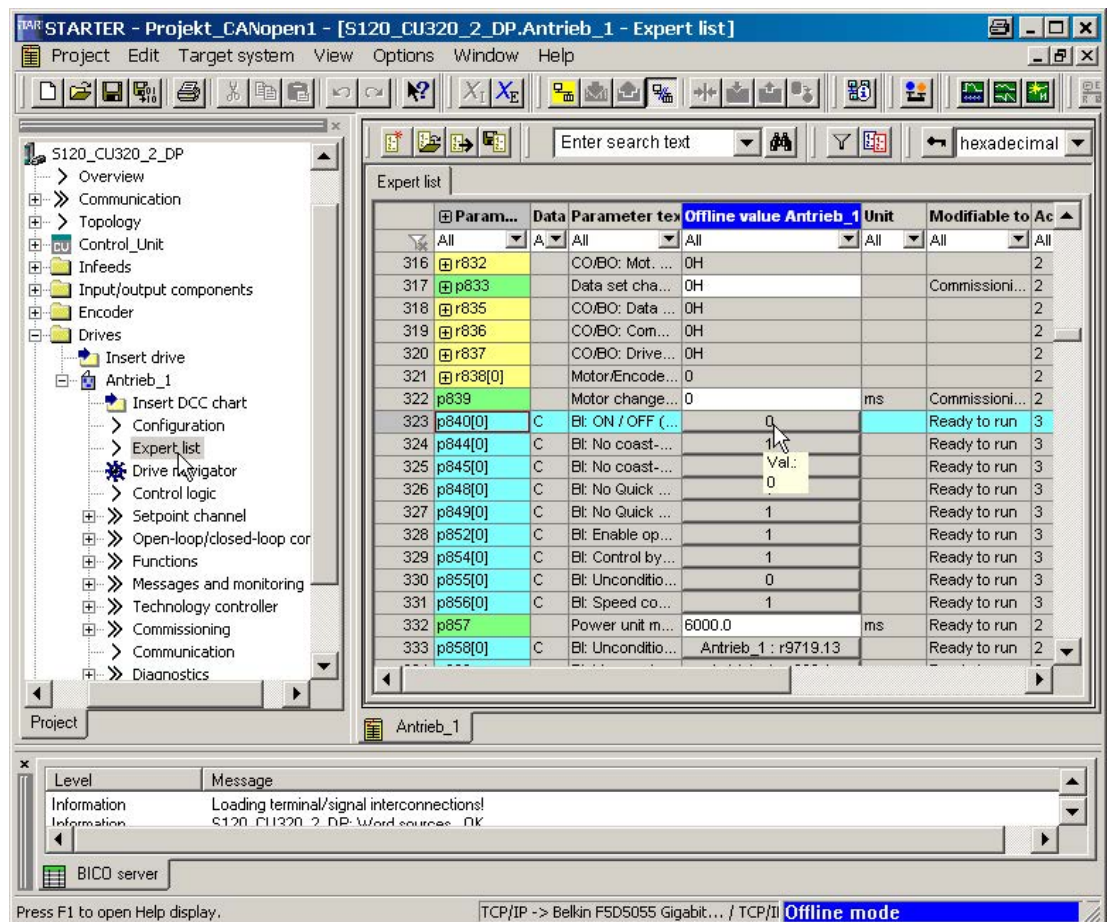 STARTER - Projekt_CANopen1 - [S120_CU320_2_DP.Antrieb_1 - Expert list]
Project Edit Target system View Options Window Help
S120_CU320_2_DP
Overview
Communication
Topology
Control_Unit
Infeeds
Input/output components
Encoder
Drives
Insert drive
Antrieb_1
Insert DCC chart
Configuration
Expert list
Drive navigator
Control logic
Setpoint channel
Open-loop/closed-loop cor
Functions
Messages and monitoring
Technology controller
Commissioning
Communication
Diagnostics
Project
Enter search text hexadecimal
Expert list
Param... Data Parameter tex Offline value Antrieb_1 Unit Modifiable to Ac
All A All All All All All
316 r832 CO/BO: Mot. ... 0H 2
317 p833 Data set cha... 0H Commissioni... 2
318 r835 CO/BO: Data ... 0H 2
319 r836 CO/BO: Com... 0H 2
320 r837 CO/BO: Drive... 0H 2
321 r838[0] Motor/Encode... 0 2
322 p839 Motor change... 0 ms Commissioni... 2
323 p840[0] C BI: ON / OFF (... 0 Ready to run 3
324 p844[0] C BI: No coast-... 1 Ready to run 3
325 p845[0] C BI: No coast-... Ready to run 3
Val.:
0
326 p848[0] C BI: No Quick ... Ready to run 3
327 p849[0] C BI: No Quick ... 1 Ready to run 3
328 p852[0] C BI: Enable op... 1 Ready to run 3
329 p854[0] C BI: Control by... 1 Ready to run 3
330 p855[0] C BI: Unconditio... 0 Ready to run 3
331 p856[0] C BI: Speed co... 1 Ready to run 3
332 p857 Power unit m... 6000.0 ms Ready to run 2
333 p858[0] C BI: Unconditio... Antrieb_1 : r9719.13 Ready to run 2
Antrieb_1
Level Message
Information Loading terminal/signal interconnections!
Information S120_CU320_2_DP: Word sources OK
BICO server
Press F1 to open Help display. TCP/IP -> Belkin F5D5055 Gigabit... / TCP/II Offline mode